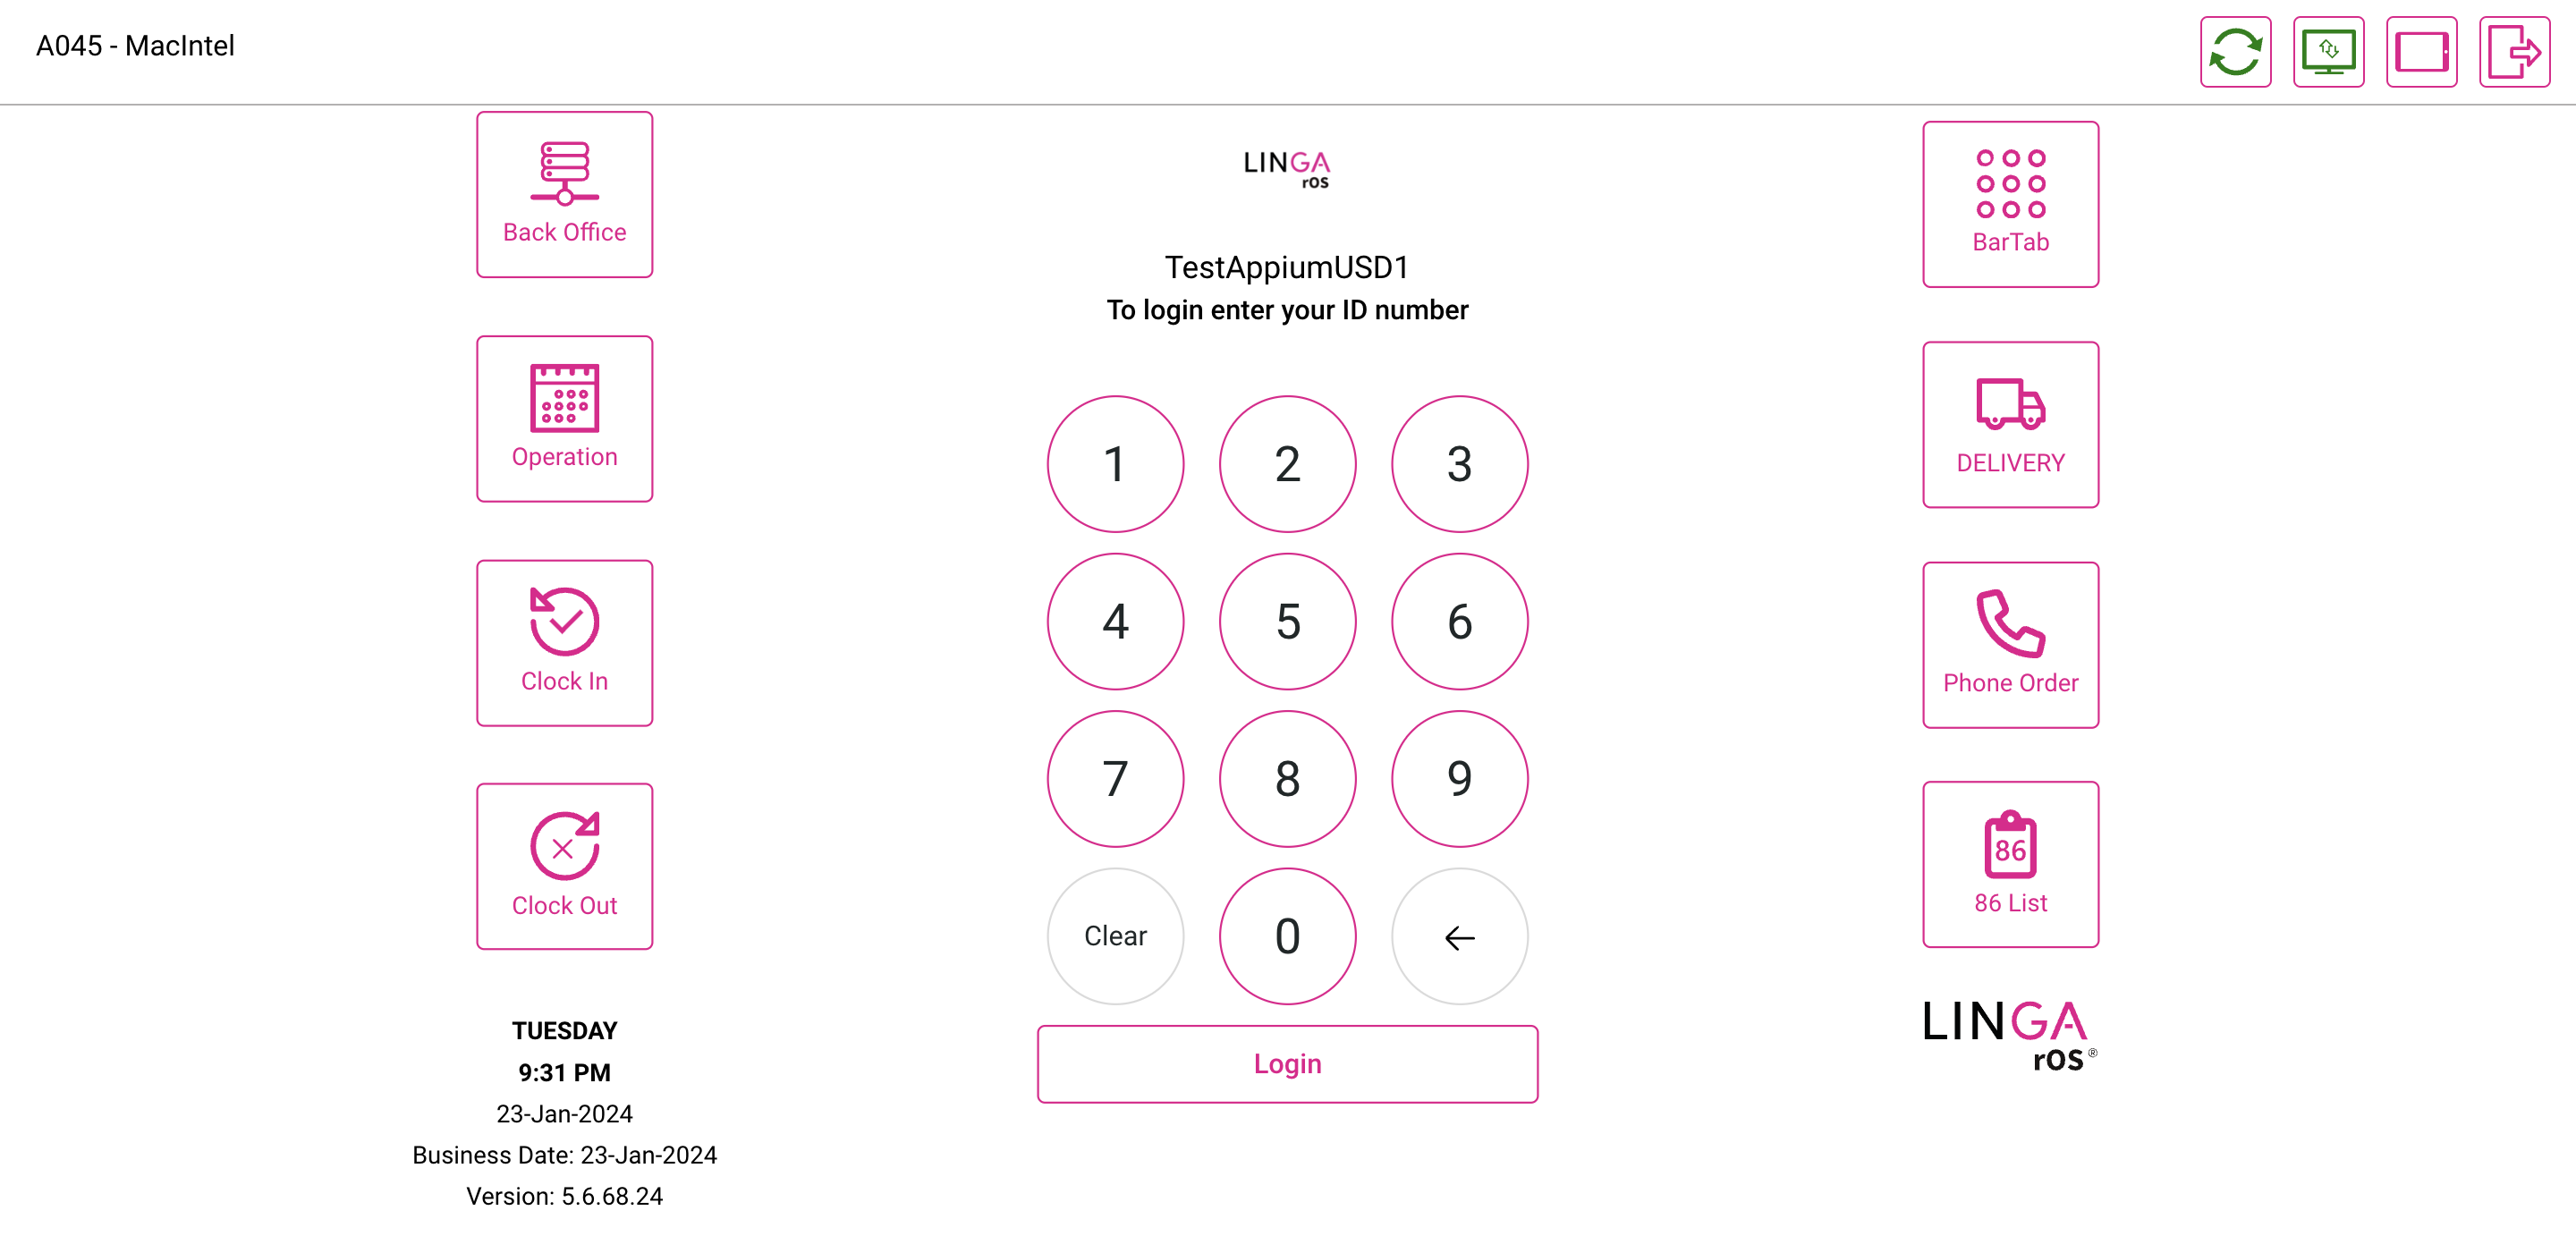 A045 - MacIntel
Back Office
Operation
Clock In
Clock Out
TUESDAY
9:31 PM
23-Jan-2024
Business Date: 23-Jan-2024
Version: 5.6.68.24
LINGA
rOS
TestAppiumUSD1
To login enter your ID number
1 2 3
4 5 6
7 8 9
Clear 0 ←
Login
BarTab
DELIVERY
Phone Order
86
86 List
LINGA
rOS ®